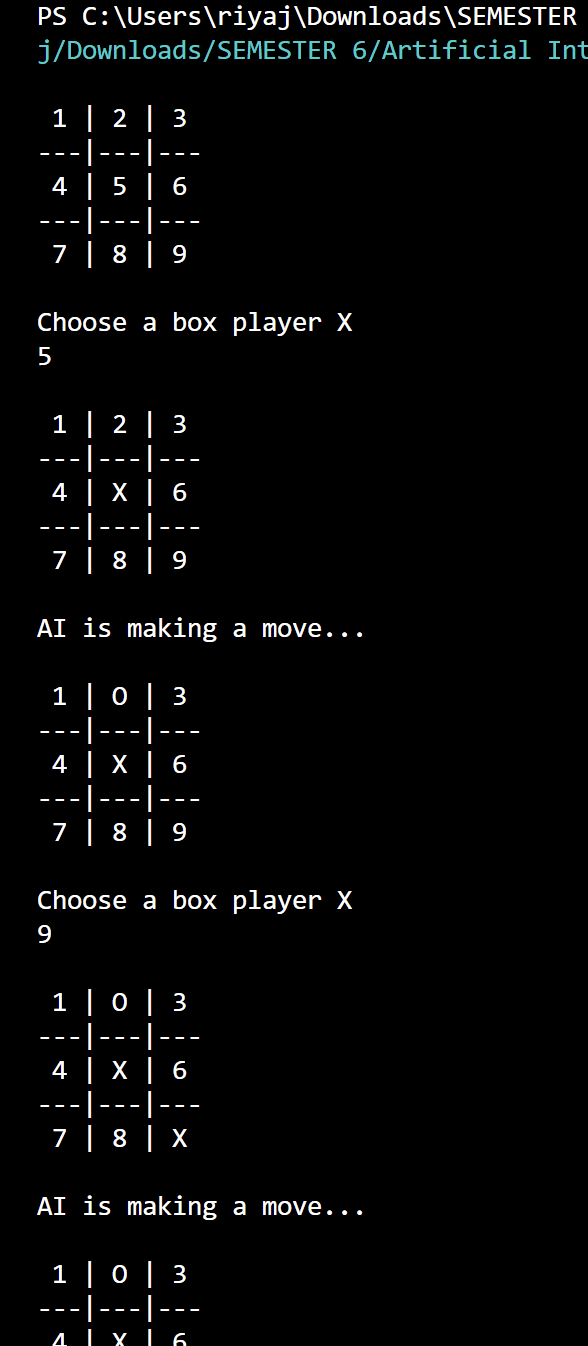 PS C:\Users\riyaj\Downloads\SEMESTER
j/Downloads/SEMESTER 6/Artificial Int
1 | 2 | 3
---|---|---
4 | 5 | 6
---|---|---
7 | 8 | 9
Choose a box player X
5
1 | 2 | 3
---|---|---
4 | X | 6
---|---|---
7 | 8 | 9
AI is making a move...
1 | O | 3
---|---|---
4 | X | 6
---|---|---
7 | 8 | 9
Choose a box player X
9
1 | O | 3
---|---|---
4 | X | 6
---|---|---
7 | 8 | X
AI is making a move...
1 | O | 3
---|---|---
4 | X | 6